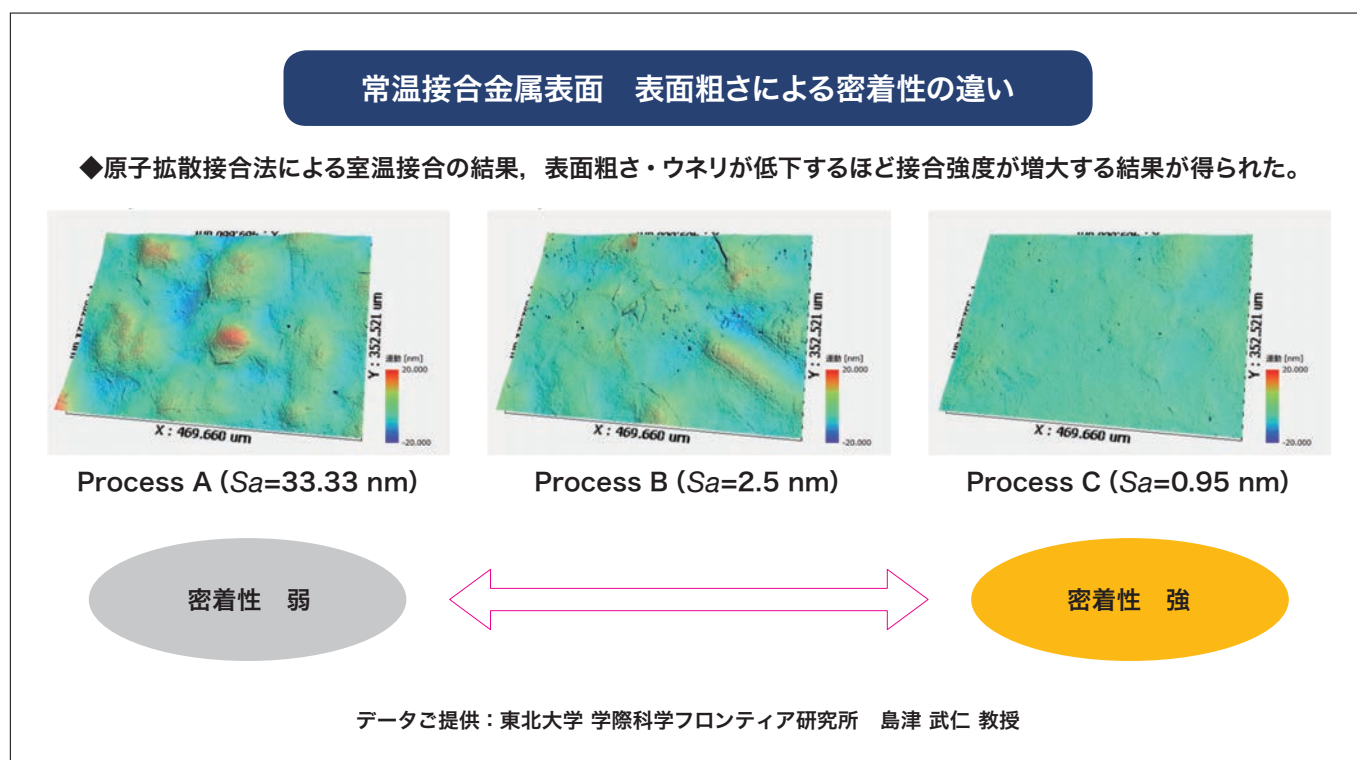 常温接合金属表面　表面粗さによる密着性の違い
◆原子拡散接合法による室温接合の結果，表面粗さ・ウネリが低下するほど接合強度が増大する結果が得られた。
Y : 352.521 um
X : 469.660 um
[nm]
20.000
-20.000
Y : 352.521 um
X : 469.660 um
[nm]
20.000
-20.000
Y : 352.521 um
X : 469.660 um
[nm]
20.000
-20.000
Process A (Sa=33.33 nm)
Process B (Sa=2.5 nm)
Process C (Sa=0.95 nm)
密着性　弱
密着性　強
データご提供：東北大学 学際科学フロンティア研究所　島津 武仁 教授